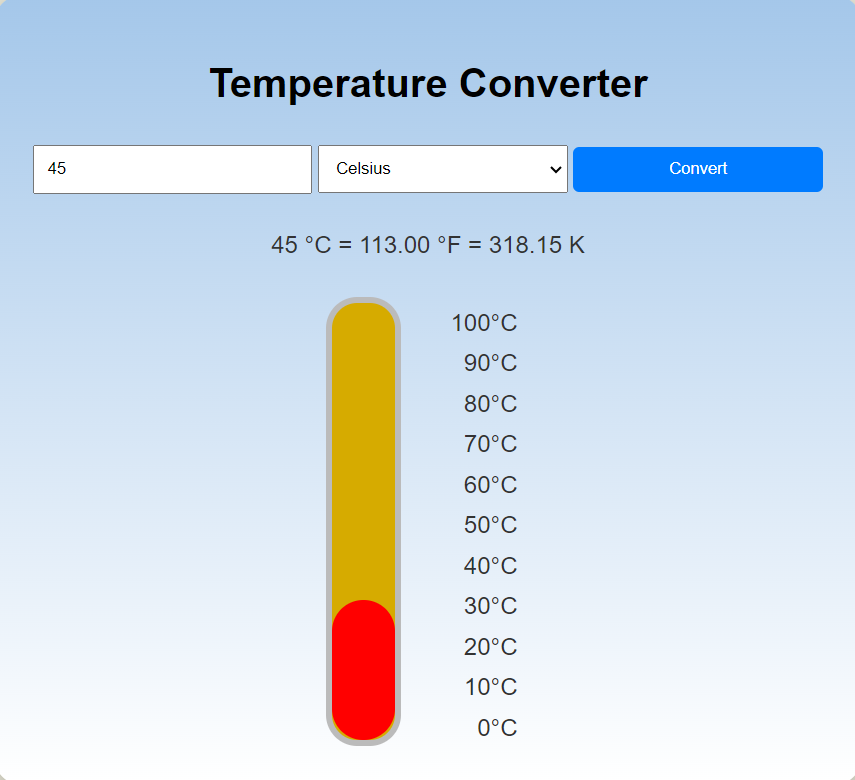 Temperature Converter
45 Celsius Convert
45 °C = 113.00 °F = 318.15 K
100°C
90°C
80°C
70°C
60°C
50°C
40°C
30°C
20°C
10°C
0°C